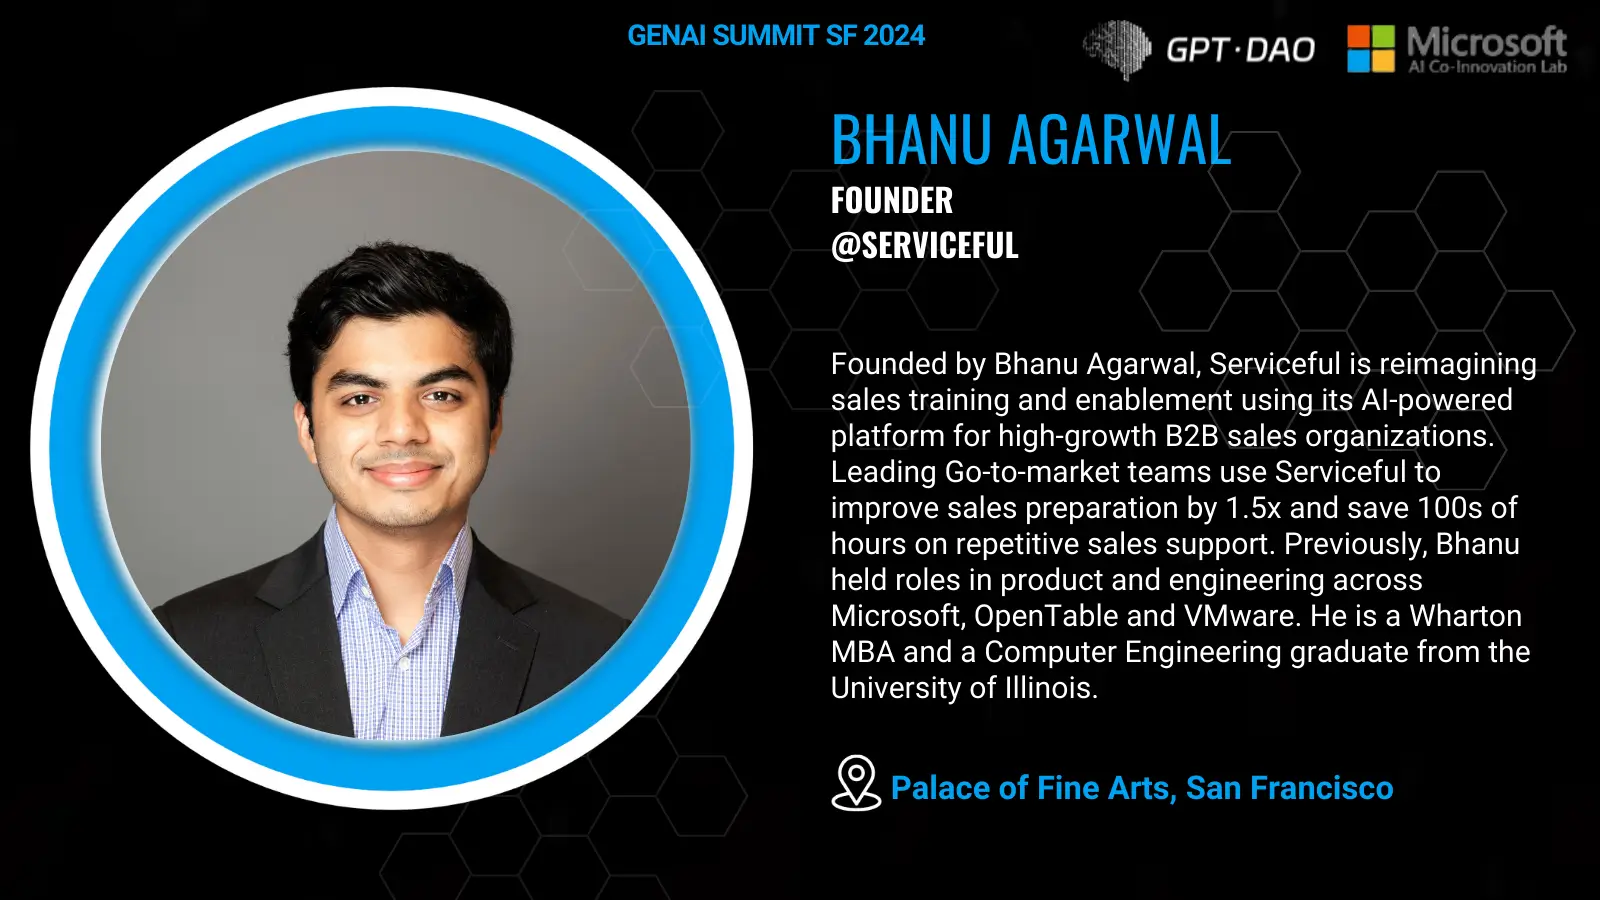 GENAI SUMMIT SF 2024
GPT·DAO
Microsoft
AI Co-Innovation Lab
BHANU AGARWAL
FOUNDER
@SERVICEFUL
Founded by Bhanu Agarwal, Serviceful is reimagining
sales training and enablement using its AI-powered
platform for high-growth B2B sales organizations.
Leading Go-to-market teams use Serviceful to
improve sales preparation by 1.5x and save 100s of
hours on repetitive sales support. Previously, Bhanu
held roles in product and engineering across
Microsoft, OpenTable and VMware. He is a Wharton
MBA and a Computer Engineering graduate from the
University of Illinois.
Palace of Fine Arts, San Francisco